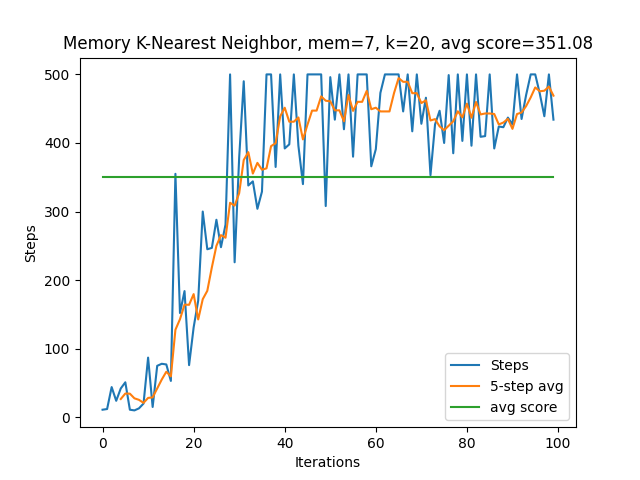 Memory K-Nearest Neighbor, mem=7, k=20, avg score=351.08
500
400
300
200
100
0
Steps
0 20 40 60 80 100
Iterations
Steps
5-step avg
avg score